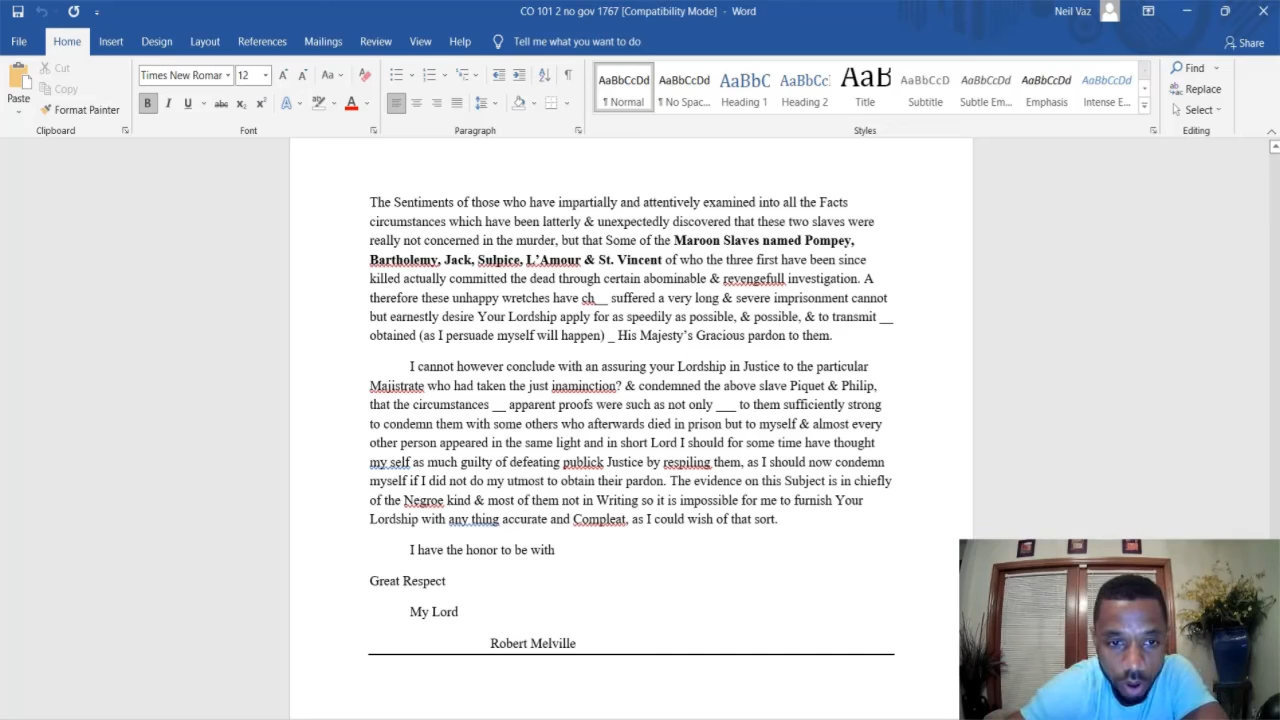 CO 101 2 no gov 1767 [Compatibility Mode] - Word
Neil Vaz
File Home Insert Design Layout References Mailings Review View Help Tell me what you want to do
Share
Paste
Cut
Copy
Format Painter
Clipboard
Times New Romar 12
Font
Paragraph
AaBbCcDd ¶ Normal
AaBbCcDd ¶ No Spac...
AaBbC Heading 1
AaBbCc Heading 2
AaB Title
AaBbCcDd Subtitle
AaBbCcDd Subtle Em...
AaBbCcDd Emphasis
AaBbCcDd Intense E...
Styles
Find
Replace
Select
Editing
The Sentiments of those who have impartially and attentively examined into all the Facts
circumstances which have been latterly & unexpectedly discovered that these two slaves were
really not concerned in the murder, but that Some of the Maroon Slaves named Pompey,
Bartholemy, Jack, Sulpice, L’Amour & St. Vincent of who the three first have been since
killed actually committed the dead through certain abominable & revengefull investigation. A
therefore these unhappy wretches have ch__ suffered a very long & severe imprisonment cannot
but earnestly desire Your Lordship apply for as speedily as possible, & possible, & to transmit __
obtained (as I persuade myself will happen) _ His Majesty’s Gracious pardon to them.
I cannot however conclude with an assuring your Lordship in Justice to the particular
Majistrate who had taken the just inaminction? & condemned the above slave Piquet & Philip,
that the circumstances __ apparent proofs were such as not only ___ to them sufficiently strong
to condemn them with some others who afterwards died in prison but to myself & almost every
other person appeared in the same light and in short Lord I should for some time have thought
my self as much guilty of defeating publick Justice by respiling them, as I should now condemn
myself if I did not do my utmost to obtain their pardon. The evidence on this Subject is in chiefly
of the Negroe kind & most of them not in Writing so it is impossible for me to furnish Your
Lordship with any thing accurate and Compleat, as I could wish of that sort.
I have the honor to be with
Great Respect
My Lord
Robert Melville